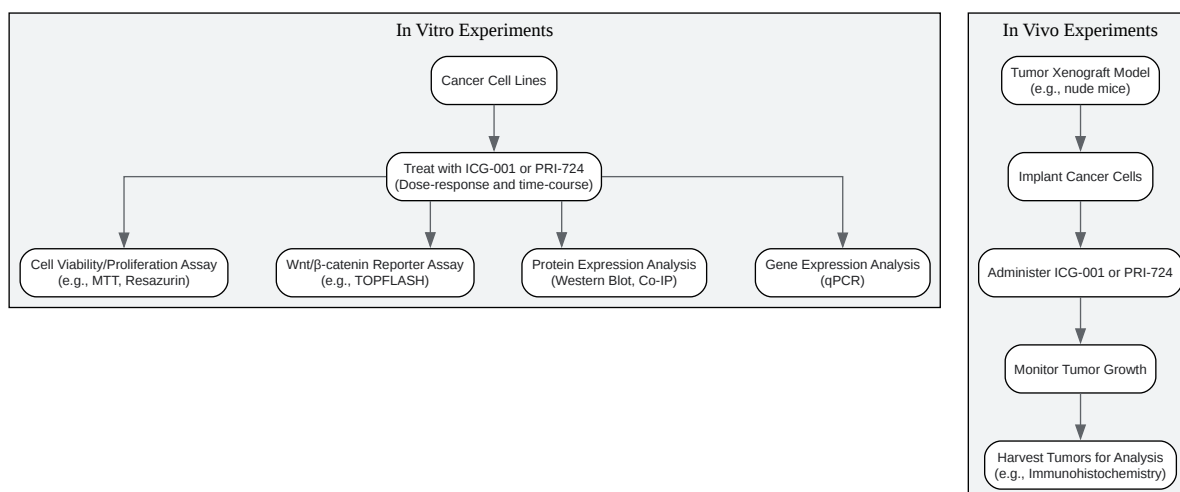 In Vitro Experiments
Cancer Cell Lines
Treat with ICG-001 or PRI-724
(Dose-response and time-course)
Cell Viability/Proliferation Assay
(e.g., MTT, Resazurin)
Wnt/β-catenin Reporter Assay
(e.g., TOPFLASH)
Protein Expression Analysis
(Western Blot, Co-IP)
Gene Expression Analysis
(qPCR)
In Vivo Experiments
Tumor Xenograft Model
(e.g., nude mice)
Implant Cancer Cells
Administer ICG-001 or PRI-724
Monitor Tumor Growth
Harvest Tumors for Analysis
(e.g., Immunohistochemistry)